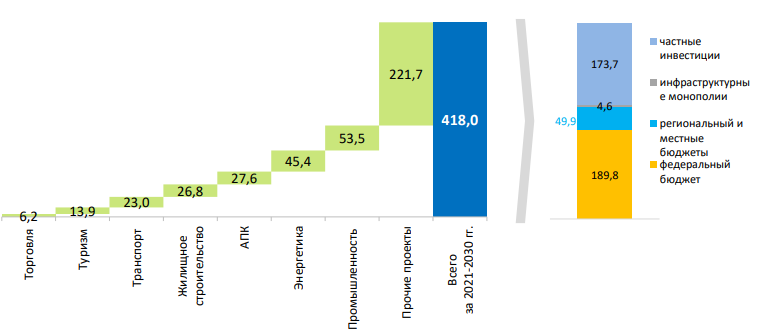 6,2
13,9
23,0
26,8
27,6
45,4
53,5
221,7
418,0
Торговля
Туризм
Транспорт
Жилищное
строительство
АПК
Энергетика
Промышленность
Прочие проекты
Всего
за 2021-2030 гг.
173,7
4,6
49,9
189,8
частные
инвестиции
инфраструктурны
е монополии
региональный и
местные
бюджеты
федеральный
бюджет